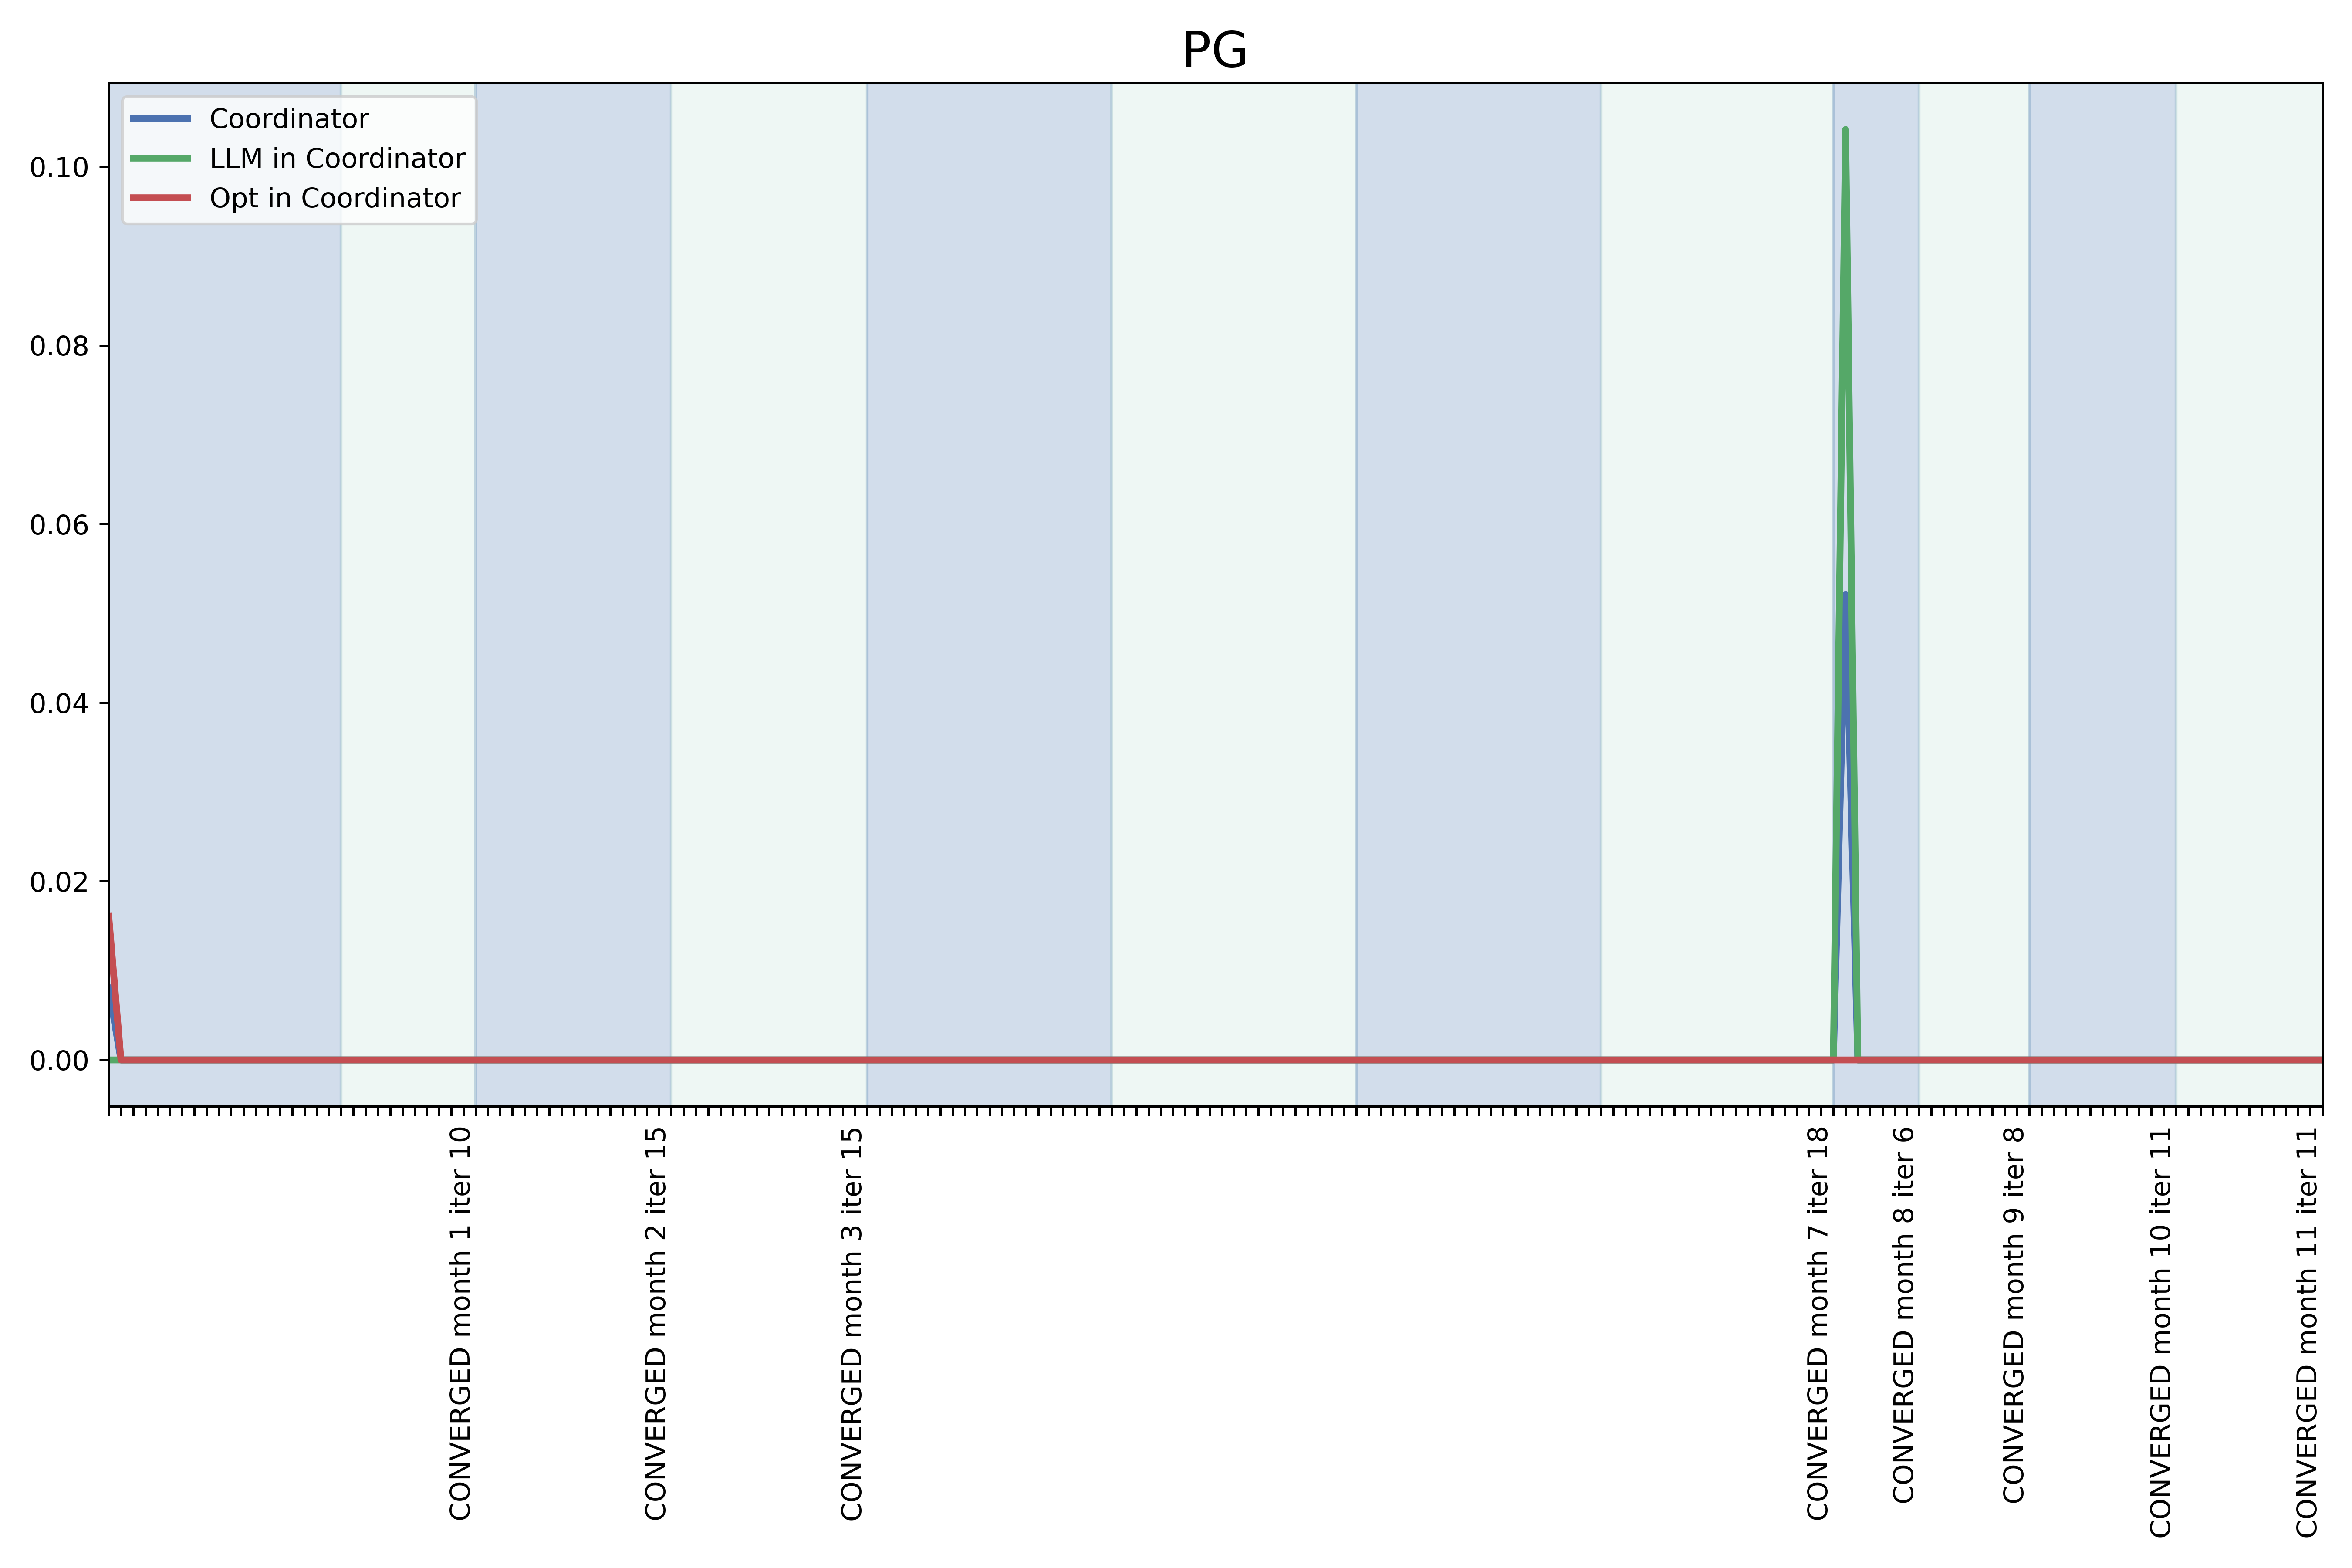 PG
Coordinator
LLM in Coordinator
Opt in Coordinator
0.10
0.08
0.06
0.04
0.02
0.00
CONVERGED month 1 iter 10
CONVERGED month 2 iter 15
CONVERGED month 3 iter 15
CONVERGED month 7 iter 18
CONVERGED month 8 iter 6
CONVERGED month 9 iter 8
CONVERGED month 10 iter 11
CONVERGED month 11 iter 11